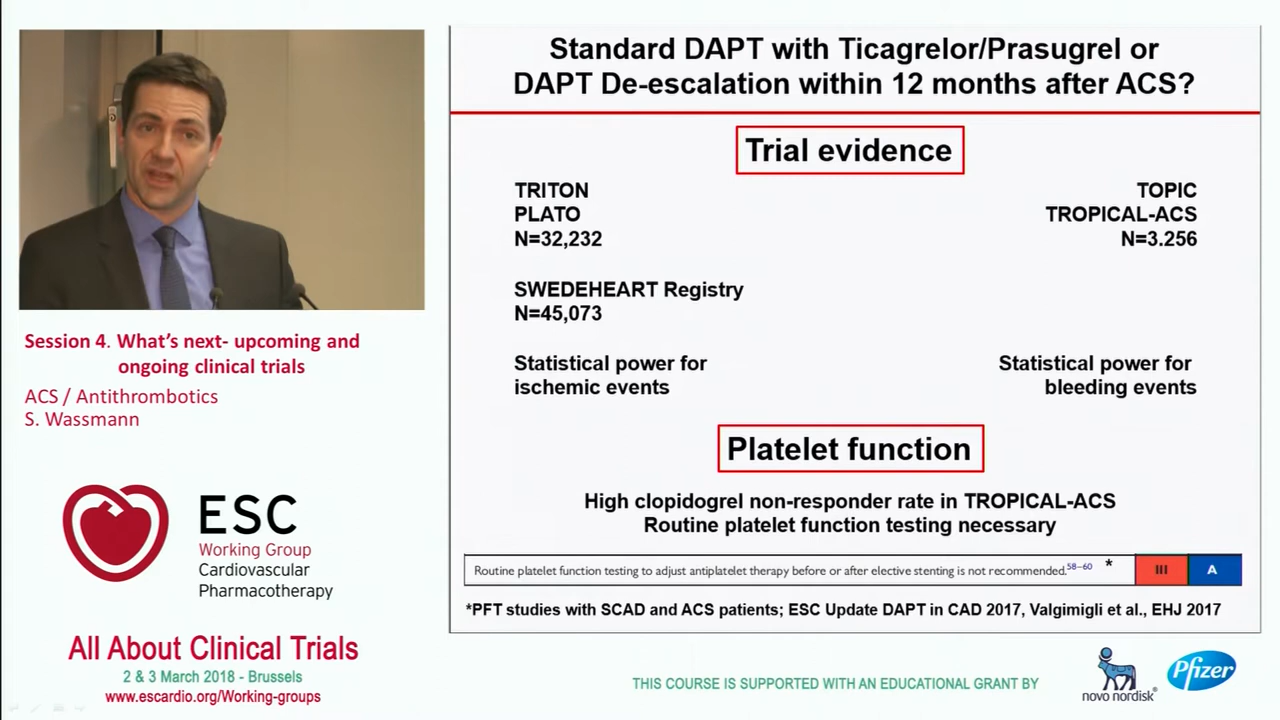 Standard DAPT with Ticagrelor/Prasugrel or
DAPT De-escalation within 12 months after ACS?
Trial evidence
TRITON
PLATO
N=32,232
TOPIC
TROPICAL-ACS
N=3.256
SWEDEHEART Registry
N=45,073
Statistical power for
ischemic events
Statistical power for
bleeding events
Platelet function
High clopidogrel non-responder rate in TROPICAL-ACS
Routine platelet function testing necessary
Routine platelet function testing to adjust antiplatelet therapy before or after elective stenting is not recommended.58–60 * III A
*PFT studies with SCAD and ACS patients; ESC Update DAPT in CAD 2017, Valgimigli et al., EHJ 2017
Session 4. What's next- upcoming and
ongoing clinical trials
ACS / Antithrombotics
S. Wassmann
ESC
Working Group
Cardiovascular
Pharmacotherapy
All About Clinical Trials
2 & 3 March 2018 - Brussels
www.escardio.org/Working-groups
THIS COURSE IS SUPPORTED WITH AN EDUCATIONAL GRANT BY
novo nordisk®
Pfizer